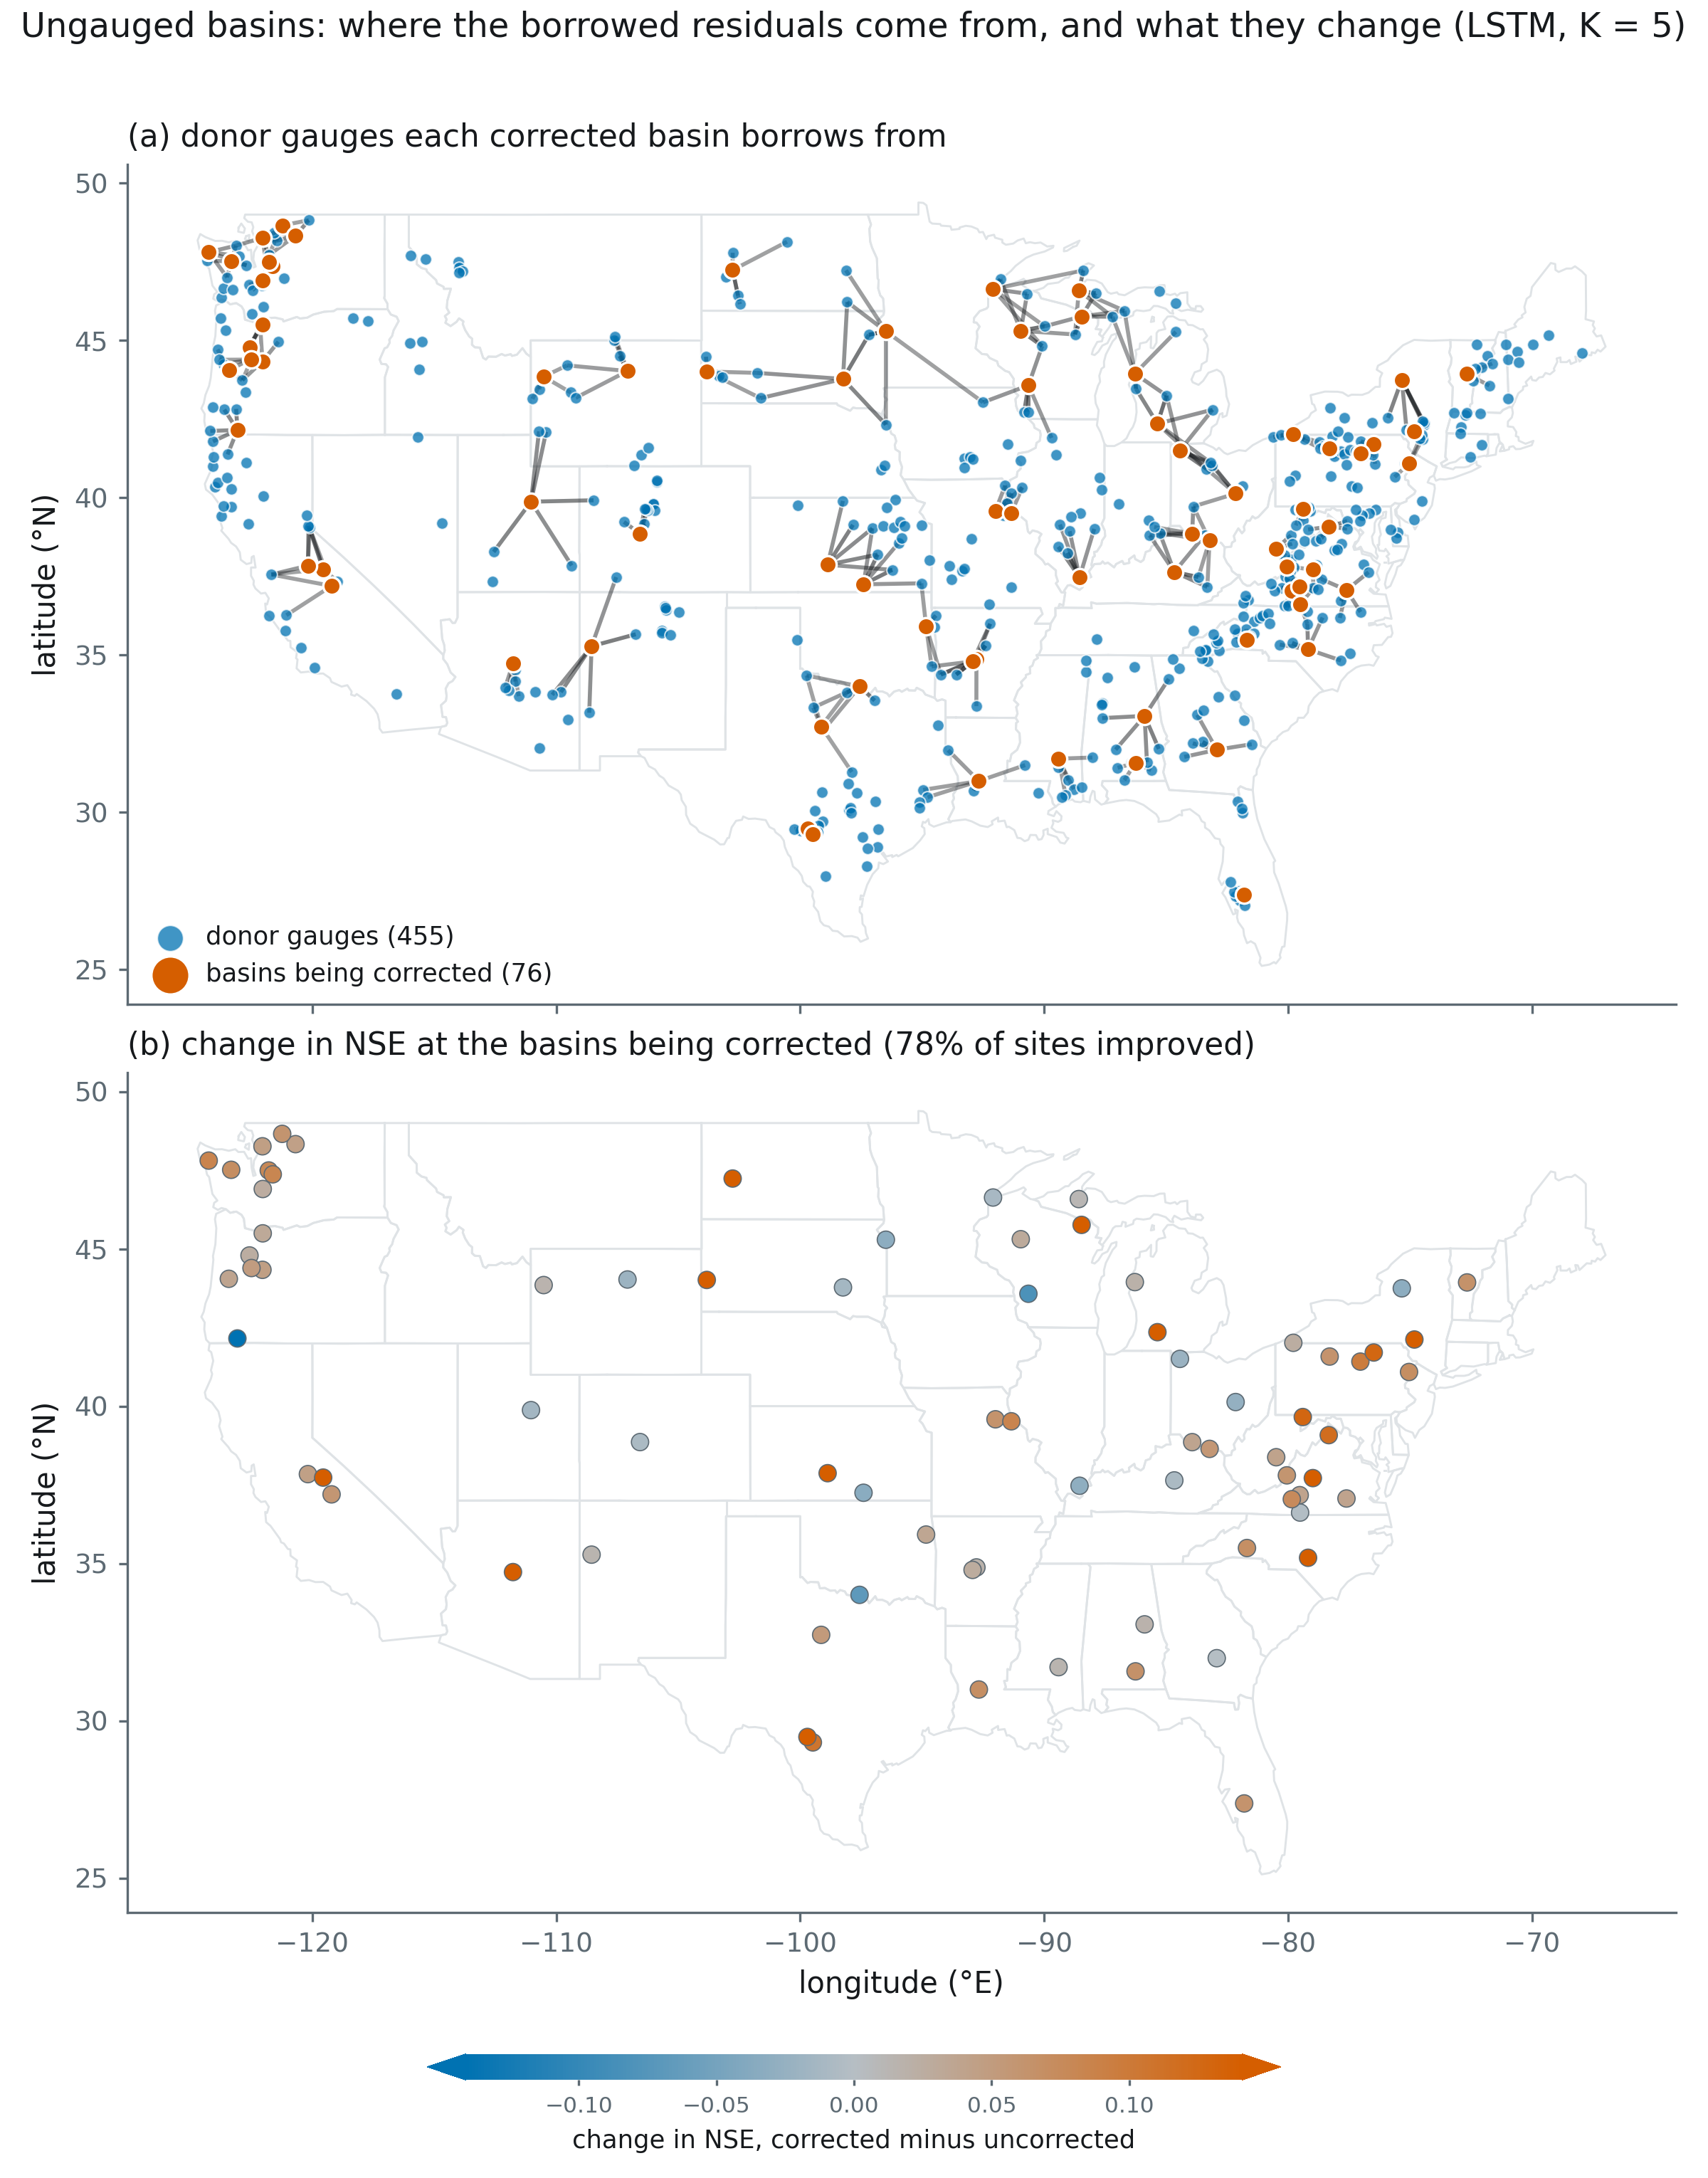 Ungauged basins: where the borrowed residuals come from, and what they change (LSTM, K = 5)
(a) donor gauges each corrected basin borrows from
50
45
40
35
30
25
latitude (°N)
donor gauges (455)
basins being corrected (76)
(b) change in NSE at the basins being corrected (78% of sites improved)
50
45
40
35
30
25
latitude (°N)
−120 −110 −100 −90 −80 −70
longitude (°E)
−0.10 −0.05 0.00 0.05 0.10
change in NSE, corrected minus uncorrected